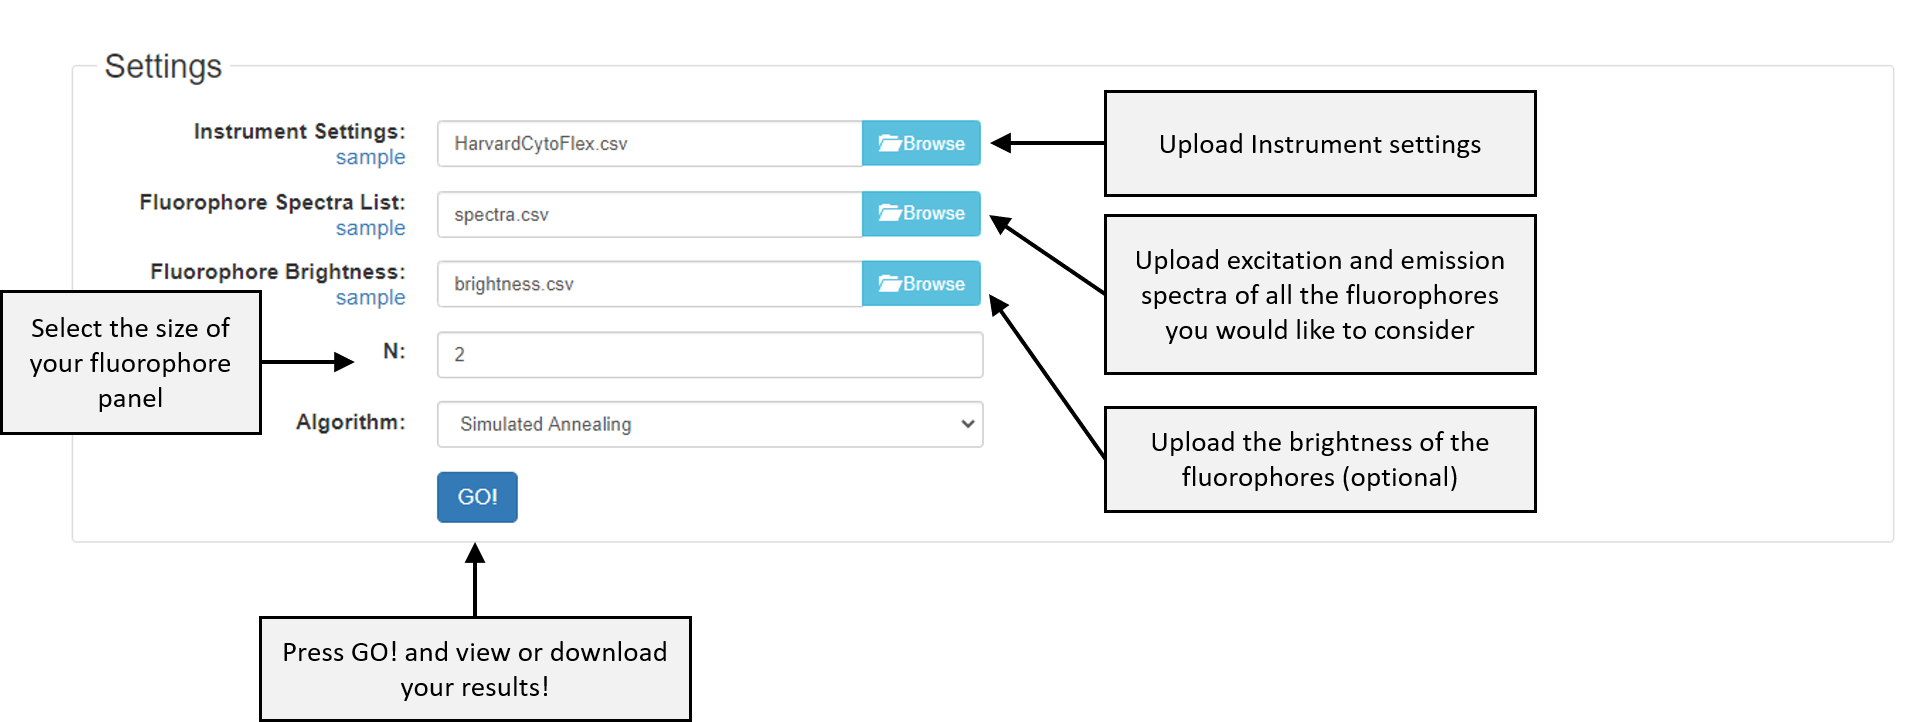 Settings
Instrument Settings:
sample
HarvardCytoFlex.csv
Browse
Upload Instrument settings
Fluorophore Spectra List:
sample
spectra.csv
Browse
Upload excitation and emission
spectra of all the fluorophores
you would like to consider
Fluorophore Brightness:
sample
brightness.csv
Browse
Upload the brightness of the
fluorophores (optional)
Select the size of
your fluorophore
panel
N:
2
Algorithm:
Simulated Annealing
GO!
Press GO! and view or download
your results!